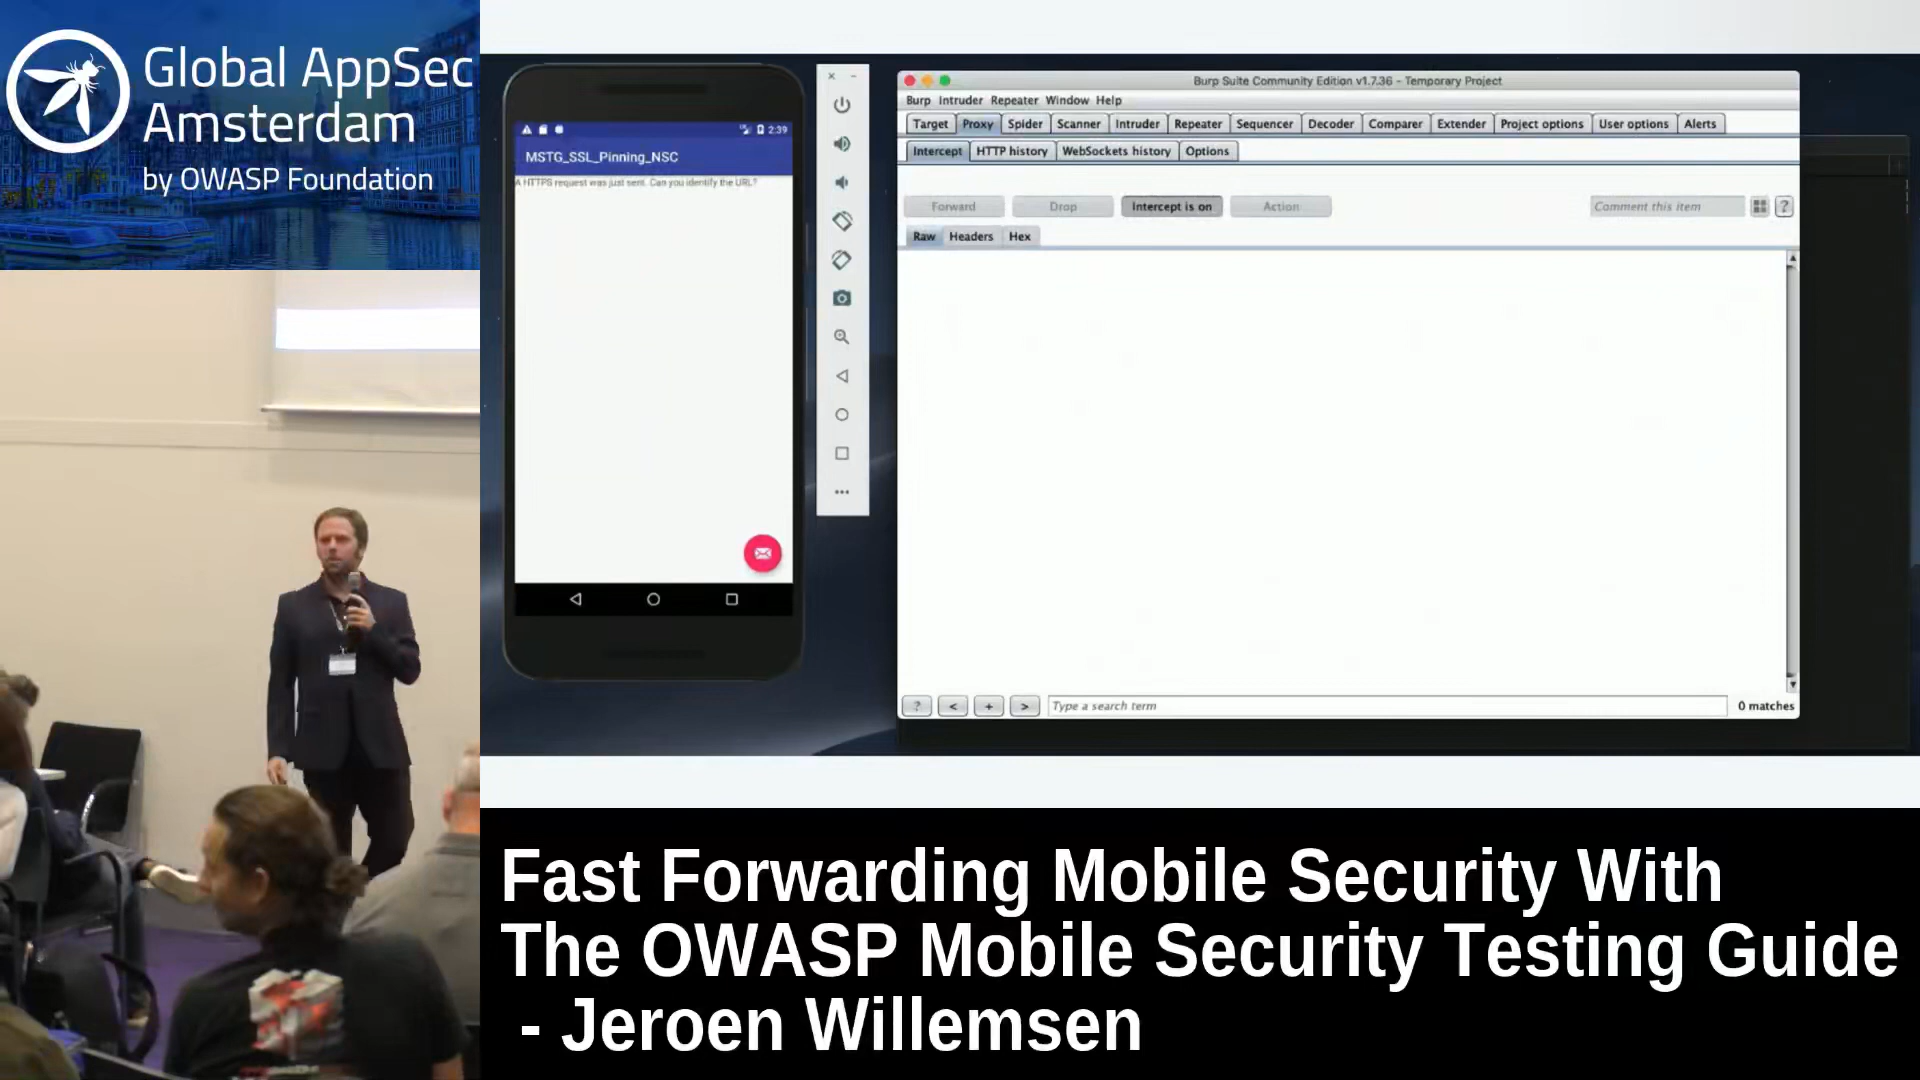 Global AppSec
Amsterdam
by OWASP Foundation
2:39
MSTG_SSL_Pinning_NSC
A HTTPS request was just sent. Can you identify the URL?
Burp Suite Community Edition v1.7.36 - Temporary Project
Burp Intruder Repeater Window Help
Target Proxy Spider Scanner Intruder Repeater Sequencer Decoder Comparer Extender Project options User options Alerts
Intercept HTTP history WebSockets history Options
Forward Drop Intercept is on Action Comment this item ?
Raw Headers Hex
? < + > Type a search term 0 matches
Fast Forwarding Mobile Security With
The OWASP Mobile Security Testing Guide
- Jeroen Willemsen